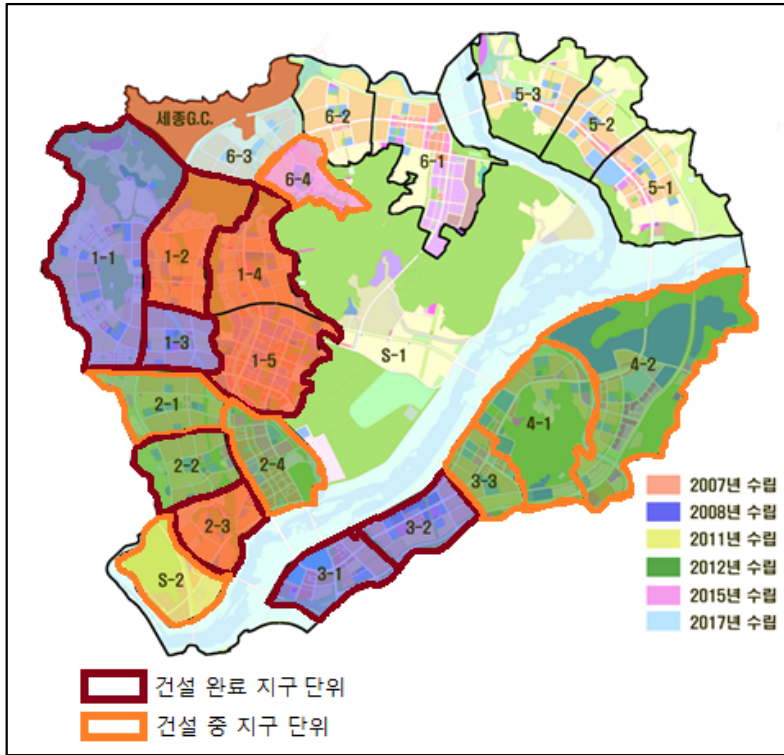 세종G.C.
6-2
6-3
6-4
6-1
5-3
5-2
5-1
1-1
1-2
1-4
1-3
1-5
S-1
2-1
2-2
2-4
2-3
S-2
3-1
3-2
3-3
4-1
4-2
2007년 수립
2008년 수립
2011년 수립
2012년 수립
2015년 수립
2017년 수립
건설 완료 지구 단위
건설 중 지구 단위